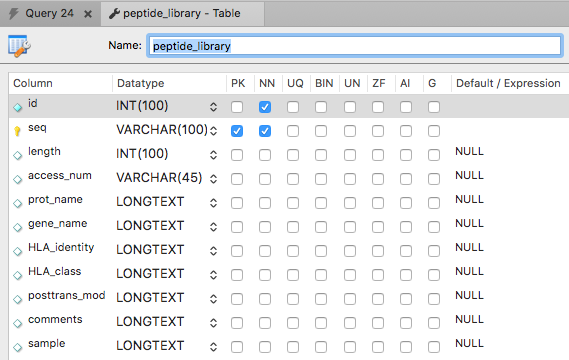 Query 24 × peptide_library - Table ×
Name: peptide_library
Column Datatype PK NN UQ BIN UN ZF AI G Default / Expression
id INT(100)
seq VARCHAR(100)
length INT(100) NULL
access_num VARCHAR(45) NULL
prot_name LONGTEXT NULL
gene_name LONGTEXT NULL
HLA_identity LONGTEXT NULL
HLA_class LONGTEXT NULL
posttrans_mod LONGTEXT NULL
comments LONGTEXT NULL
sample LONGTEXT NULL